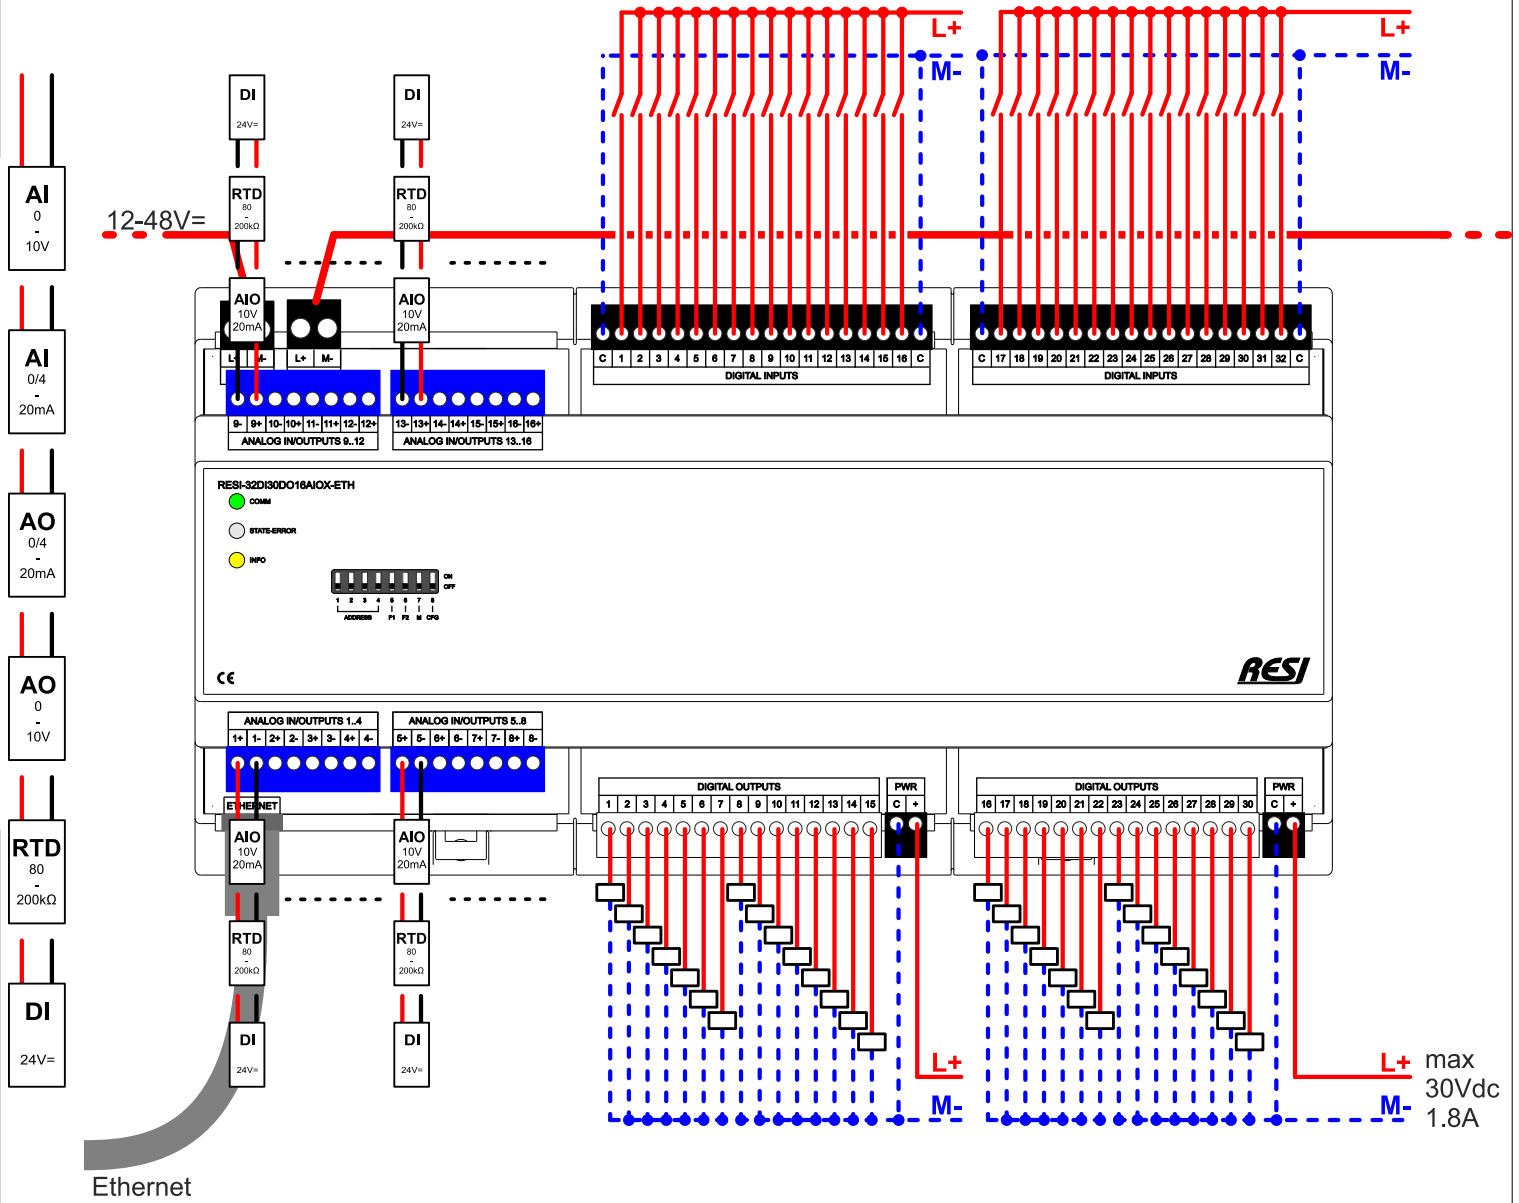 L+
L+
M-
M-
DI
24V=
DI
24V=
AI
0
-
10V
RTD
80
-
200kΩ
RTD
80
-
200kΩ
12-48V=
AIO
10V
20mA
AIO
10V
20mA
AI
0/4
-
20mA
L+ M-
L+ M-
C 1 2 3 4 5 6 7 8 9 10 11 12 13 14 15 16 C
DIGITAL INPUTS
C 17 18 19 20 21 22 23 24 25 26 27 28 29 30 31 32 C
DIGITAL INPUTS
9- 9+ 10- 10+ 11- 11+ 12- 12+
ANALOG IN/OUTPUTS 9..12
13- 13+ 14- 14+ 15- 15+ 16- 16+
ANALOG IN/OUTPUTS 13..16
RESI-32DI30DO16AIOX-ETH
COMM
STATE-ERROR
INFO
AO
0/4
-
20mA
ON
OFF
1 2 3 4 5 6 7 8
ADDRESS F1 F2 M CFG
CE
RESI
AO
0
-
10V
ANALOG IN/OUTPUTS 1..4
1+ 1- 2+ 2- 3+ 3- 4+ 4-
ANALOG IN/OUTPUTS 5..8
5+ 5- 6+ 6- 7+ 7- 8+ 8-
ETHERNET
DIGITAL OUTPUTS PWR
1 2 3 4 5 6 7 8 9 10 11 12 13 14 15 C +
DIGITAL OUTPUTS PWR
16 17 18 19 20 21 22 23 24 25 26 27 28 29 30 C +
RTD
80
-
200kΩ
AIO
10V
20mA
AIO
10V
20mA
RTD
80
-
200kΩ
RTD
80
-
200kΩ
DI
24V=
DI
24V=
DI
24V=
L+
M-
L+
M-
max
30Vdc
1.8A
Ethernet